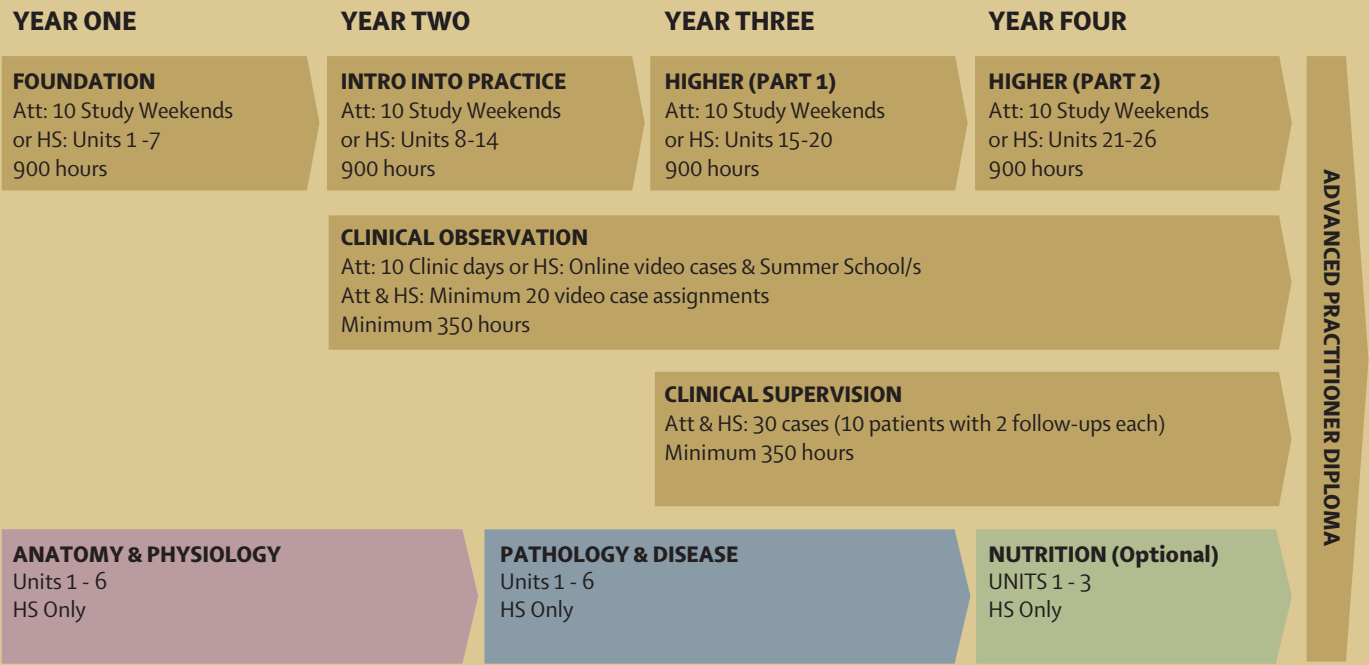 YEAR ONE
YEAR TWO
YEAR THREE
YEAR FOUR
FOUNDATION
Att: 10 Study Weekends
or HS: Units 1 -7
900 hours
INTRO INTO PRACTICE
Att: 10 Study Weekends
or HS: Units 8-14
900 hours
HIGHER (PART 1)
Att: 10 Study Weekends
or HS: Units 15-20
900 hours
HIGHER (PART 2)
Att: 10 Study Weekends
or HS: Units 21-26
900 hours
CLINICAL OBSERVATION
Att: 10 Clinic days or HS: Online video cases & Summer School/s
Att & HS: Minimum 20 video case assignments
Minimum 350 hours
CLINICAL SUPERVISION
Att & HS: 30 cases (10 patients with 2 follow-ups each)
Minimum 350 hours
ANATOMY & PHYSIOLOGY
Units 1 - 6
HS Only
PATHOLOGY & DISEASE
Units 1 - 6
HS Only
NUTRITION (Optional)
UNITS 1 - 3
HS Only
ADVANCED PRACTITIONER DIPLOMA